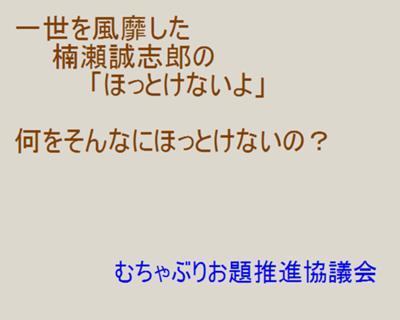 一世を風靡した
楠瀬誠志郎の
「ほっとけないよ」
何をそんなにほっとけないの？
むちゃぶりお題推進協議会